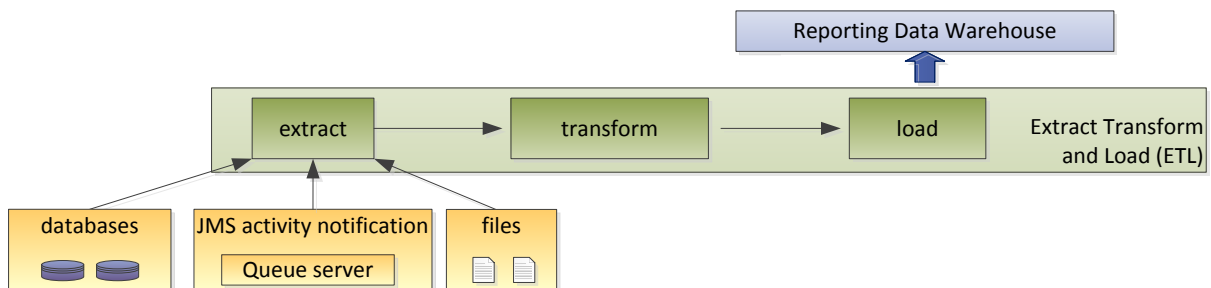 Reporting Data Warehouse
extract
transform
load
Extract Transform
and Load (ETL)
databases
JMS activity notification
Queue server
files